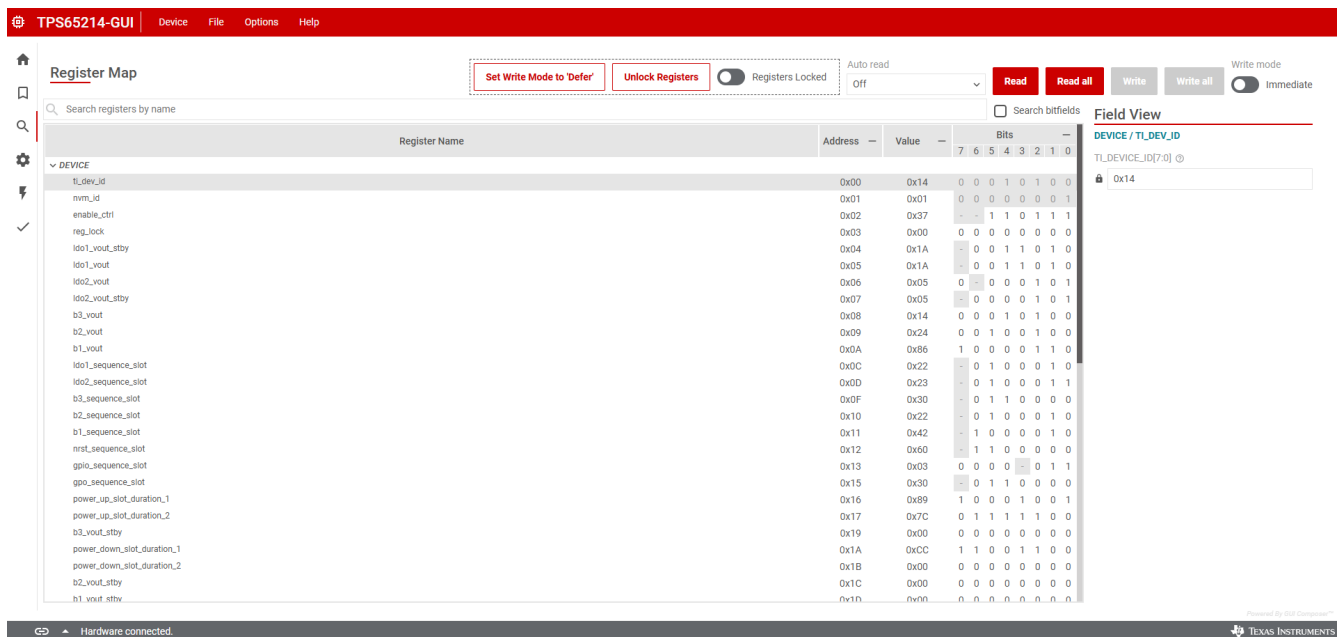 TPS65214-GUI Device File Options Help
Register Map
Set Write Mode to 'Defer' Unlock Registers Registers Locked
Auto read
Off
Read Read all Write Write all
Write mode
Immediate
Search registers by name
Search bitfields
Register Name Address Value Bits
7 6 5 4 3 2 1 0
DEVICE
ti_dev_id 0x00 0x14 0 0 0 1 0 1 0 0
nvm_id 0x01 0x01 0 0 0 0 0 0 0 1
enable_ctrl 0x02 0x37 - - 1 1 0 1 1 1
reg_lock 0x03 0x00 0 0 0 0 0 0 0 0
ldo1_vout_stby 0x04 0x1A - 0 0 1 1 0 1 0
ldo1_vout 0x05 0x1A - 0 0 1 1 0 1 0
ldo2_vout 0x06 0x05 0 - 0 0 0 1 0 1
ldo2_vout_stby 0x07 0x05 - 0 0 0 0 1 0 1
b3_vout 0x08 0x14 0 0 0 1 0 1 0 0
b2_vout 0x09 0x24 0 0 1 0 0 1 0 0
b1_vout 0x0A 0x86 1 0 0 0 0 1 1 0
ldo1_sequence_slot 0x0C 0x22 - 0 1 0 0 0 1 0
ldo2_sequence_slot 0x0D 0x23 - 0 1 0 0 0 1 1
b3_sequence_slot 0x0F 0x30 - 0 1 1 0 0 0 0
b2_sequence_slot 0x10 0x22 - 0 1 0 0 0 1 0
b1_sequence_slot 0x11 0x42 - 1 0 0 0 0 1 0
nrst_sequence_slot 0x12 0x60 - 1 1 0 0 0 0 0
gpio_sequence_slot 0x13 0x03 0 0 0 0 - 0 1 1
gpo_sequence_slot 0x15 0x30 - 0 1 1 0 0 0 0
power_up_slot_duration_1 0x16 0x89 1 0 0 0 1 0 0 1
power_up_slot_duration_2 0x17 0x7C 0 1 1 1 1 1 0 0
b3_vout_stby 0x19 0x00 0 0 0 0 0 0 0 0
power_down_slot_duration_1 0x1A 0xCC 1 1 0 0 1 1 0 0
power_down_slot_duration_2 0x1B 0x00 0 0 0 0 0 0 0 0
b2_vout_stby 0x1C 0x00 0 0 0 0 0 0 0 0
b1_vout_stby 0x1D 0x00 0 0 0 0 0 0 0 0
Field View
DEVICE / TI_DEV_ID
TI_DEVICE_ID[7:0]
0x14
Powered By GUI Composer™
Hardware connected.
TEXAS INSTRUMENTS